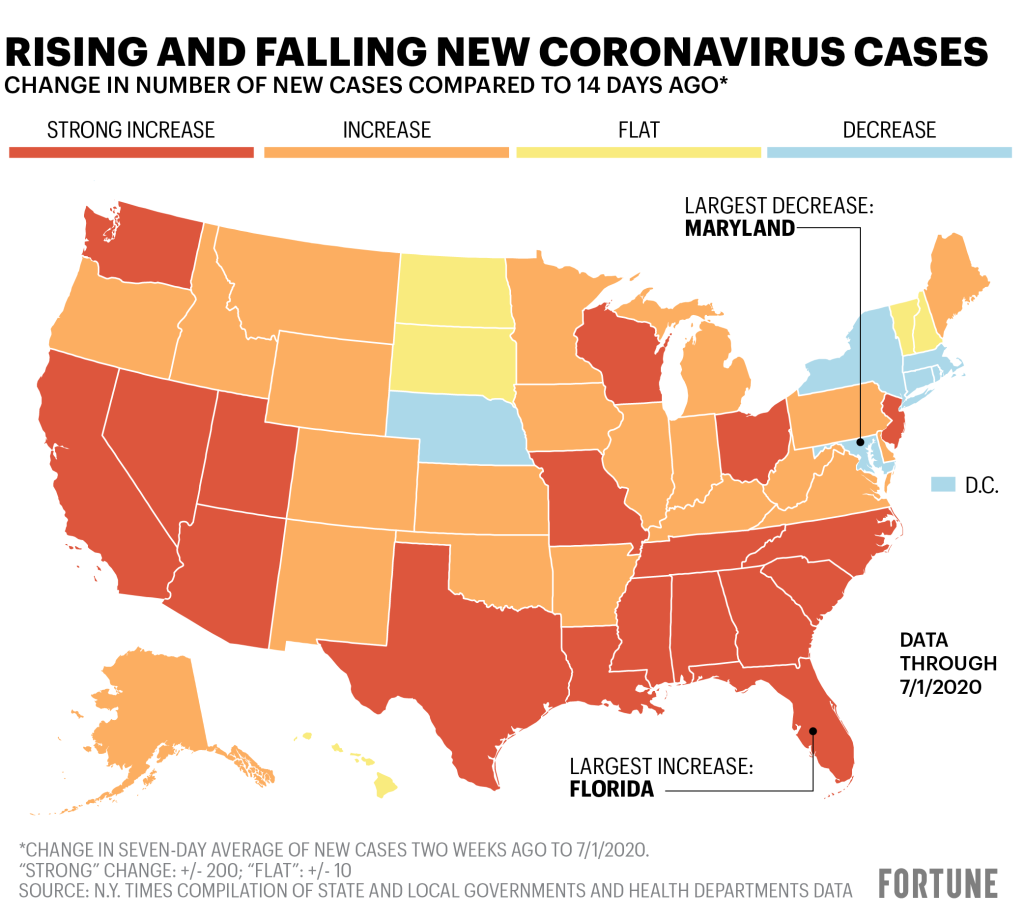 RISING AND FALLING NEW CORONAVIRUS CASES
CHANGE IN NUMBER OF NEW CASES COMPARED TO 14 DAYS AGO*
STRONG INCREASE
INCREASE
FLAT
DECREASE
LARGEST DECREASE:
MARYLAND
D.C.
DATA
THROUGH
7/1/2020
LARGEST INCREASE:
FLORIDA
*CHANGE IN SEVEN-DAY AVERAGE OF NEW CASES TWO WEEKS AGO TO 7/1/2020.
“STRONG” CHANGE: +/- 200; “FLAT”: +/- 10
SOURCE: N.Y. TIMES COMPILATION OF STATE AND LOCAL GOVERNMENTS AND HEALTH DEPARTMENTS DATA
FORTUNE